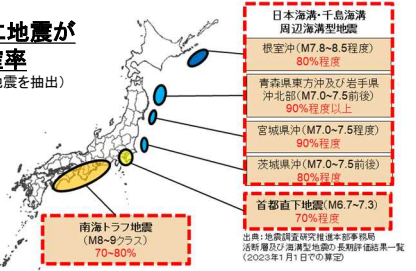 に地震が
確率
地震を抽出）
日本海溝・千島海溝
周辺海溝型地震
根室沖（M7.8～8.5程度）
80%程度
青森県東方沖及び岩手県
沖北部（M7.0～7.5前後）
90%程度以上
宮城県沖（M7.0～7.5程度）
90%程度
茨城県沖（M7.0～7.5前後）
80%程度
首都直下地震（M6.7～7.3）
70%程度
南海トラフ地震
（M8～9クラス）
70～80%
出典：地震調査研究推進本部事務局
活断層及び海溝型地震の長期評価結果一覧
（2023年1月1日での算定）